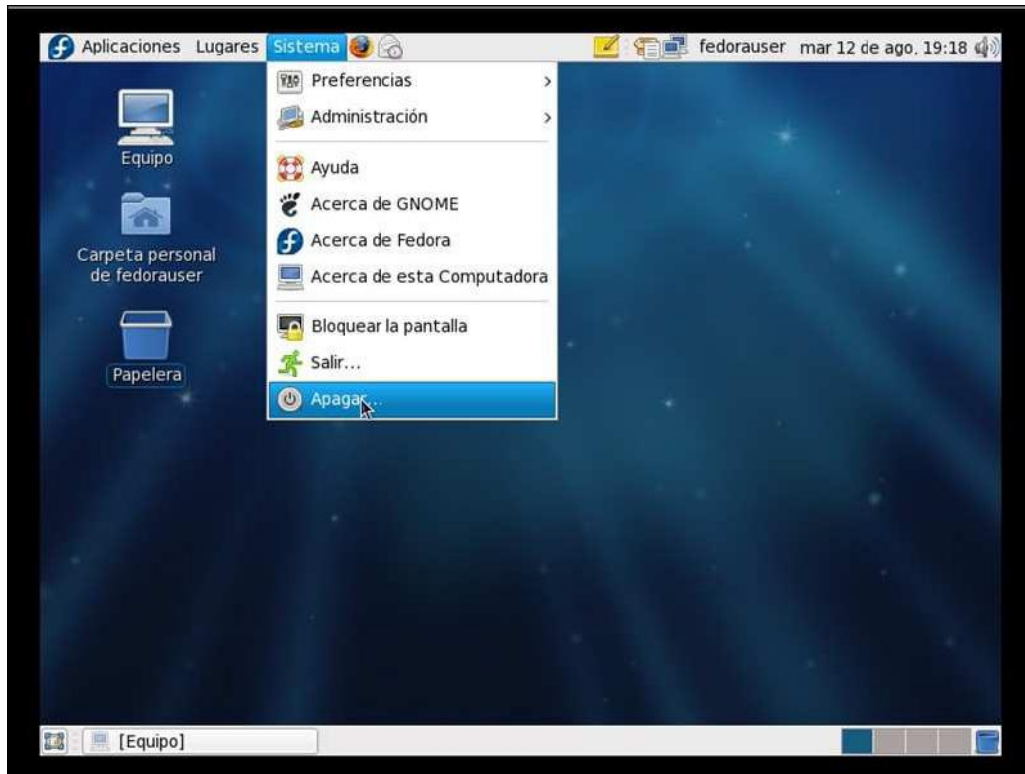 Aplicaciones Lugares Sistema fedorauser mar 12 de ago, 19:18
Preferencias
Administración
Ayuda
Acerca de GNOME
Acerca de Fedora
Acerca de esta Computadora
Bloquear la pantalla
Salir...
Apagar...
Equipo
Carpeta personal
de fedorauser
Papelera
[Equipo]